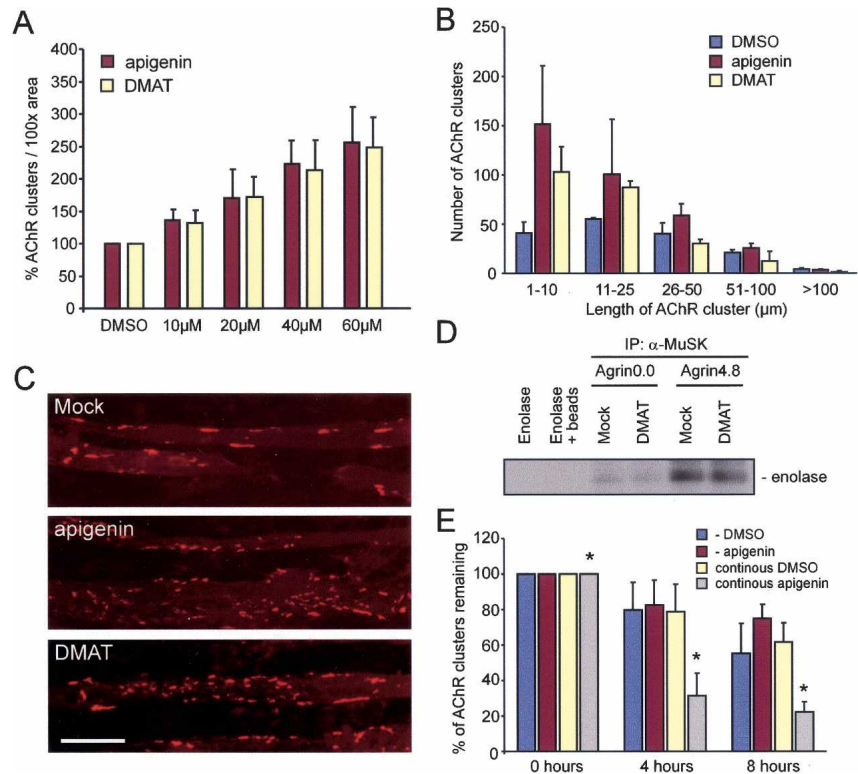 A
% AChR clusters / 100x area
400
350
300
250
200
150
100
50
0
apigenin
DMAT
DMSO 10µM 20µM 40µM 60µM
B
Number of AChR clusters
250
200
150
100
50
0
DMSO
apigenin
DMAT
1-10 11-25 26-50 51-100 >100
Length of AChR cluster (µm)
C
Mock
apigenin
DMAT
D
IP: α-MuSK
Agrin0.0 Agrin4.8
Enolase
Enolase
+ beads
Mock
DMAT
Mock
DMAT
- enolase
E
% of AChR clusters remaining
120
100
80
60
40
20
0
- DMSO
- apigenin
continous DMSO
continous apigenin
*
*
*
0 hours 4 hours 8 hours